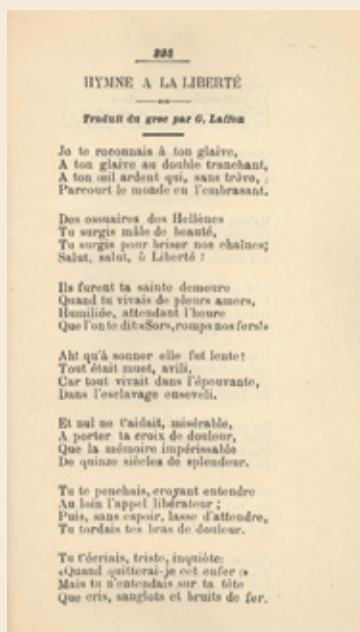 HYMNE A LA LIBERTÉ
Traduit du grec par G. Laffon
Je te reconnais à ton glaive,
A ton glaive au double tranchant,
A ton œil ardent qui, sans trève,
Parcourt le monde en l'embrasant.
Des ossuaires des Hellènes
Tu surgis mâle de beauté,
Tu surgis pour briser nos chaînes;
Salut, salut, ô Liberté !
Ils furent ta sainte demeure
Quand tu vivais de pleurs amers,
Humiliée, attendant l'heure
Que l'on te dit:«Sors, romps nos fers!»
Ah! qu'à sonner elle fut lente!
Tout était muet, avili,
Car tout vivait dans l'épouvante,
Dans l'esclavage enseveli.
Et nul ne t'aidait, misérable,
A porter ta croix de douleur,
Que la mémoire impérissable
De quinze siècles de splendeur.
Tu te penchais, croyant entendre
Au loin l'appel libérateur ;
Puis, sans espoir, lasse d'attendre,
Tu tordais tes bras de douleur.
Tu t'écriais, triste, inquiète:
«Quand quitterai-je cet enfer ?»
Mais tu n'entendais sur ta tête
Que cris, sanglots et bruits de fer.